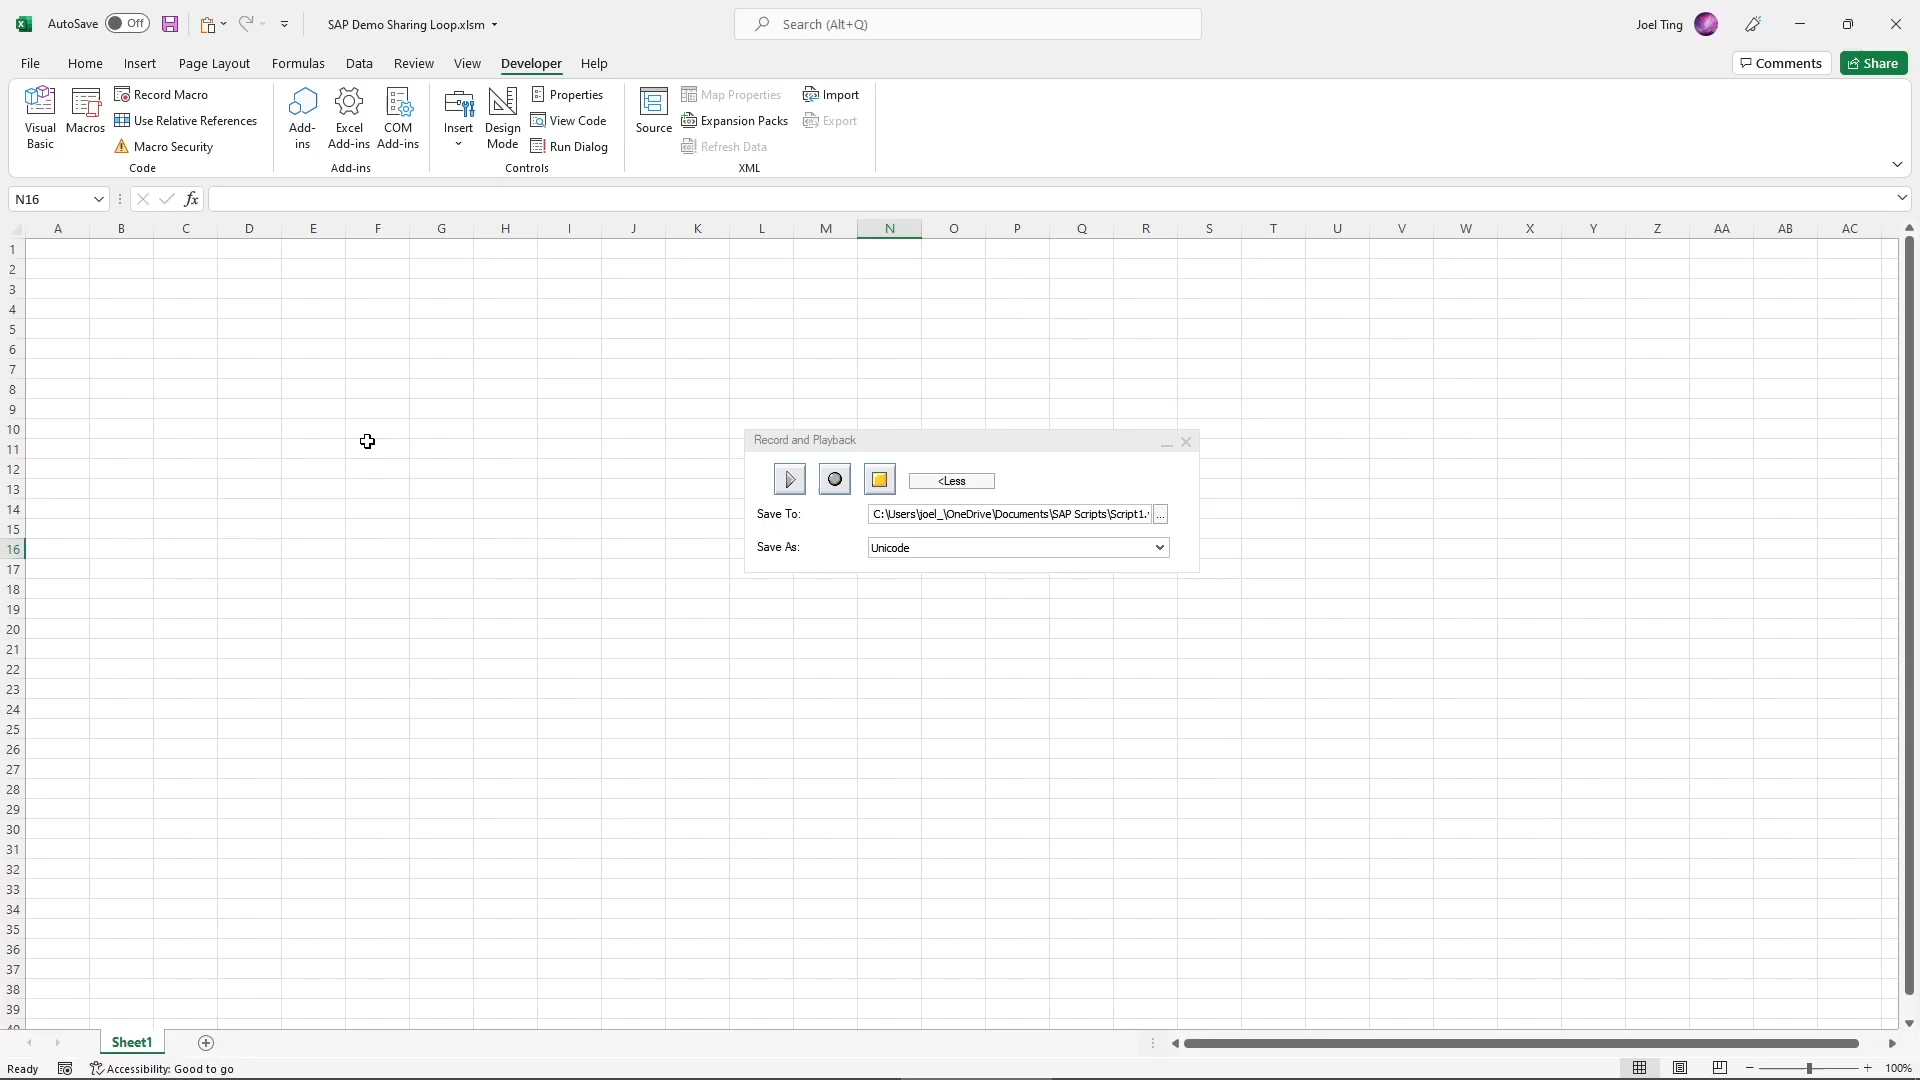 AutoSave Off SAP Demo Sharing Loop.xlsm Search (Alt+Q) Joel Ting
File Home Insert Page Layout Formulas Data Review View Developer Help Comments Share
Visual Basic
Macros
Record Macro
Use Relative References
Macro Security
Code
Add-ins
Excel Add-ins
COM Add-ins
Add-ins
Insert
Design Mode
Properties
View Code
Run Dialog
Controls
Source
Map Properties
Expansion Packs
Refresh Data
Import
Export
XML
N16 fx
A B C D E F G H I J K L M N O P Q R S T U V W X Y Z AA AB AC
1
2
3
4
5
6
7
8
9
10
11
12
13
14
15
16
17
18
19
20
21
22
23
24
25
26
27
28
29
30
31
32
33
34
35
36
37
38
39
40
Record and Playback
<Less
Save To: C:\Users\joel_\OneDrive\Documents\SAP Scripts\Script1. ...
Save As: Unicode
Sheet1
Ready Accessibility: Good to go 100%